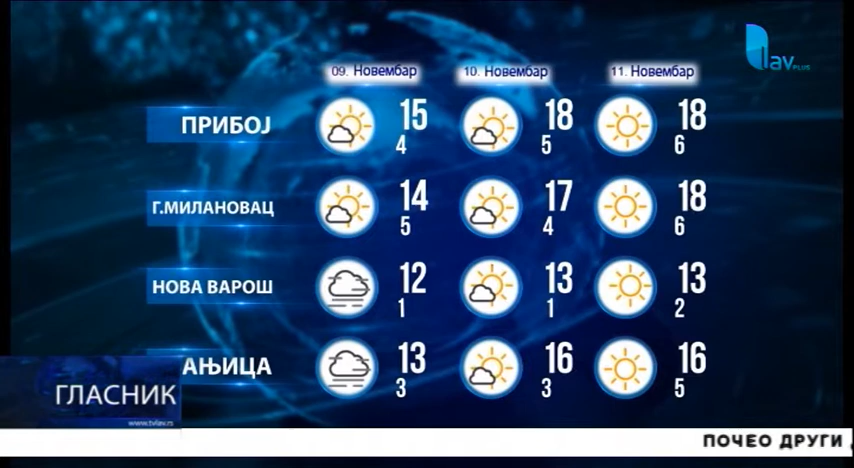 lav PLUS
09. Новембар 10. Новембар 11. Новембар
ПРИБОЈ 15 4 18 5 18 6
Г.МИЛАНОВАЦ 14 5 17 4 18 6
НОВА ВАРОШ 12 1 13 1 13 2
АЊИЦА 13 3 16 3 16 5
ГЛАСНИК
www.tvlav.rs
ПОЧЕО ДРУГИ